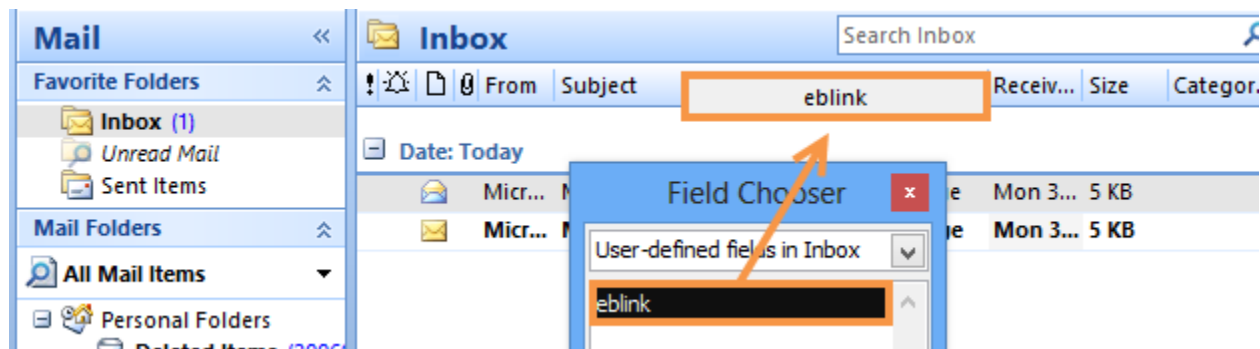 Mail « Inbox Search Inbox
Favorite Folders From Subject eblink Receiv... Size Categor.
Inbox (1)
Unread Mail Date: Today
Sent Items Micr... Field Chooser x e Mon 3... 5 KB
Mail Folders Micr... Mon 3... 5 KB
User-defined fields in Inbox
All Mail Items
eblink
Personal Folders
Deleted Items